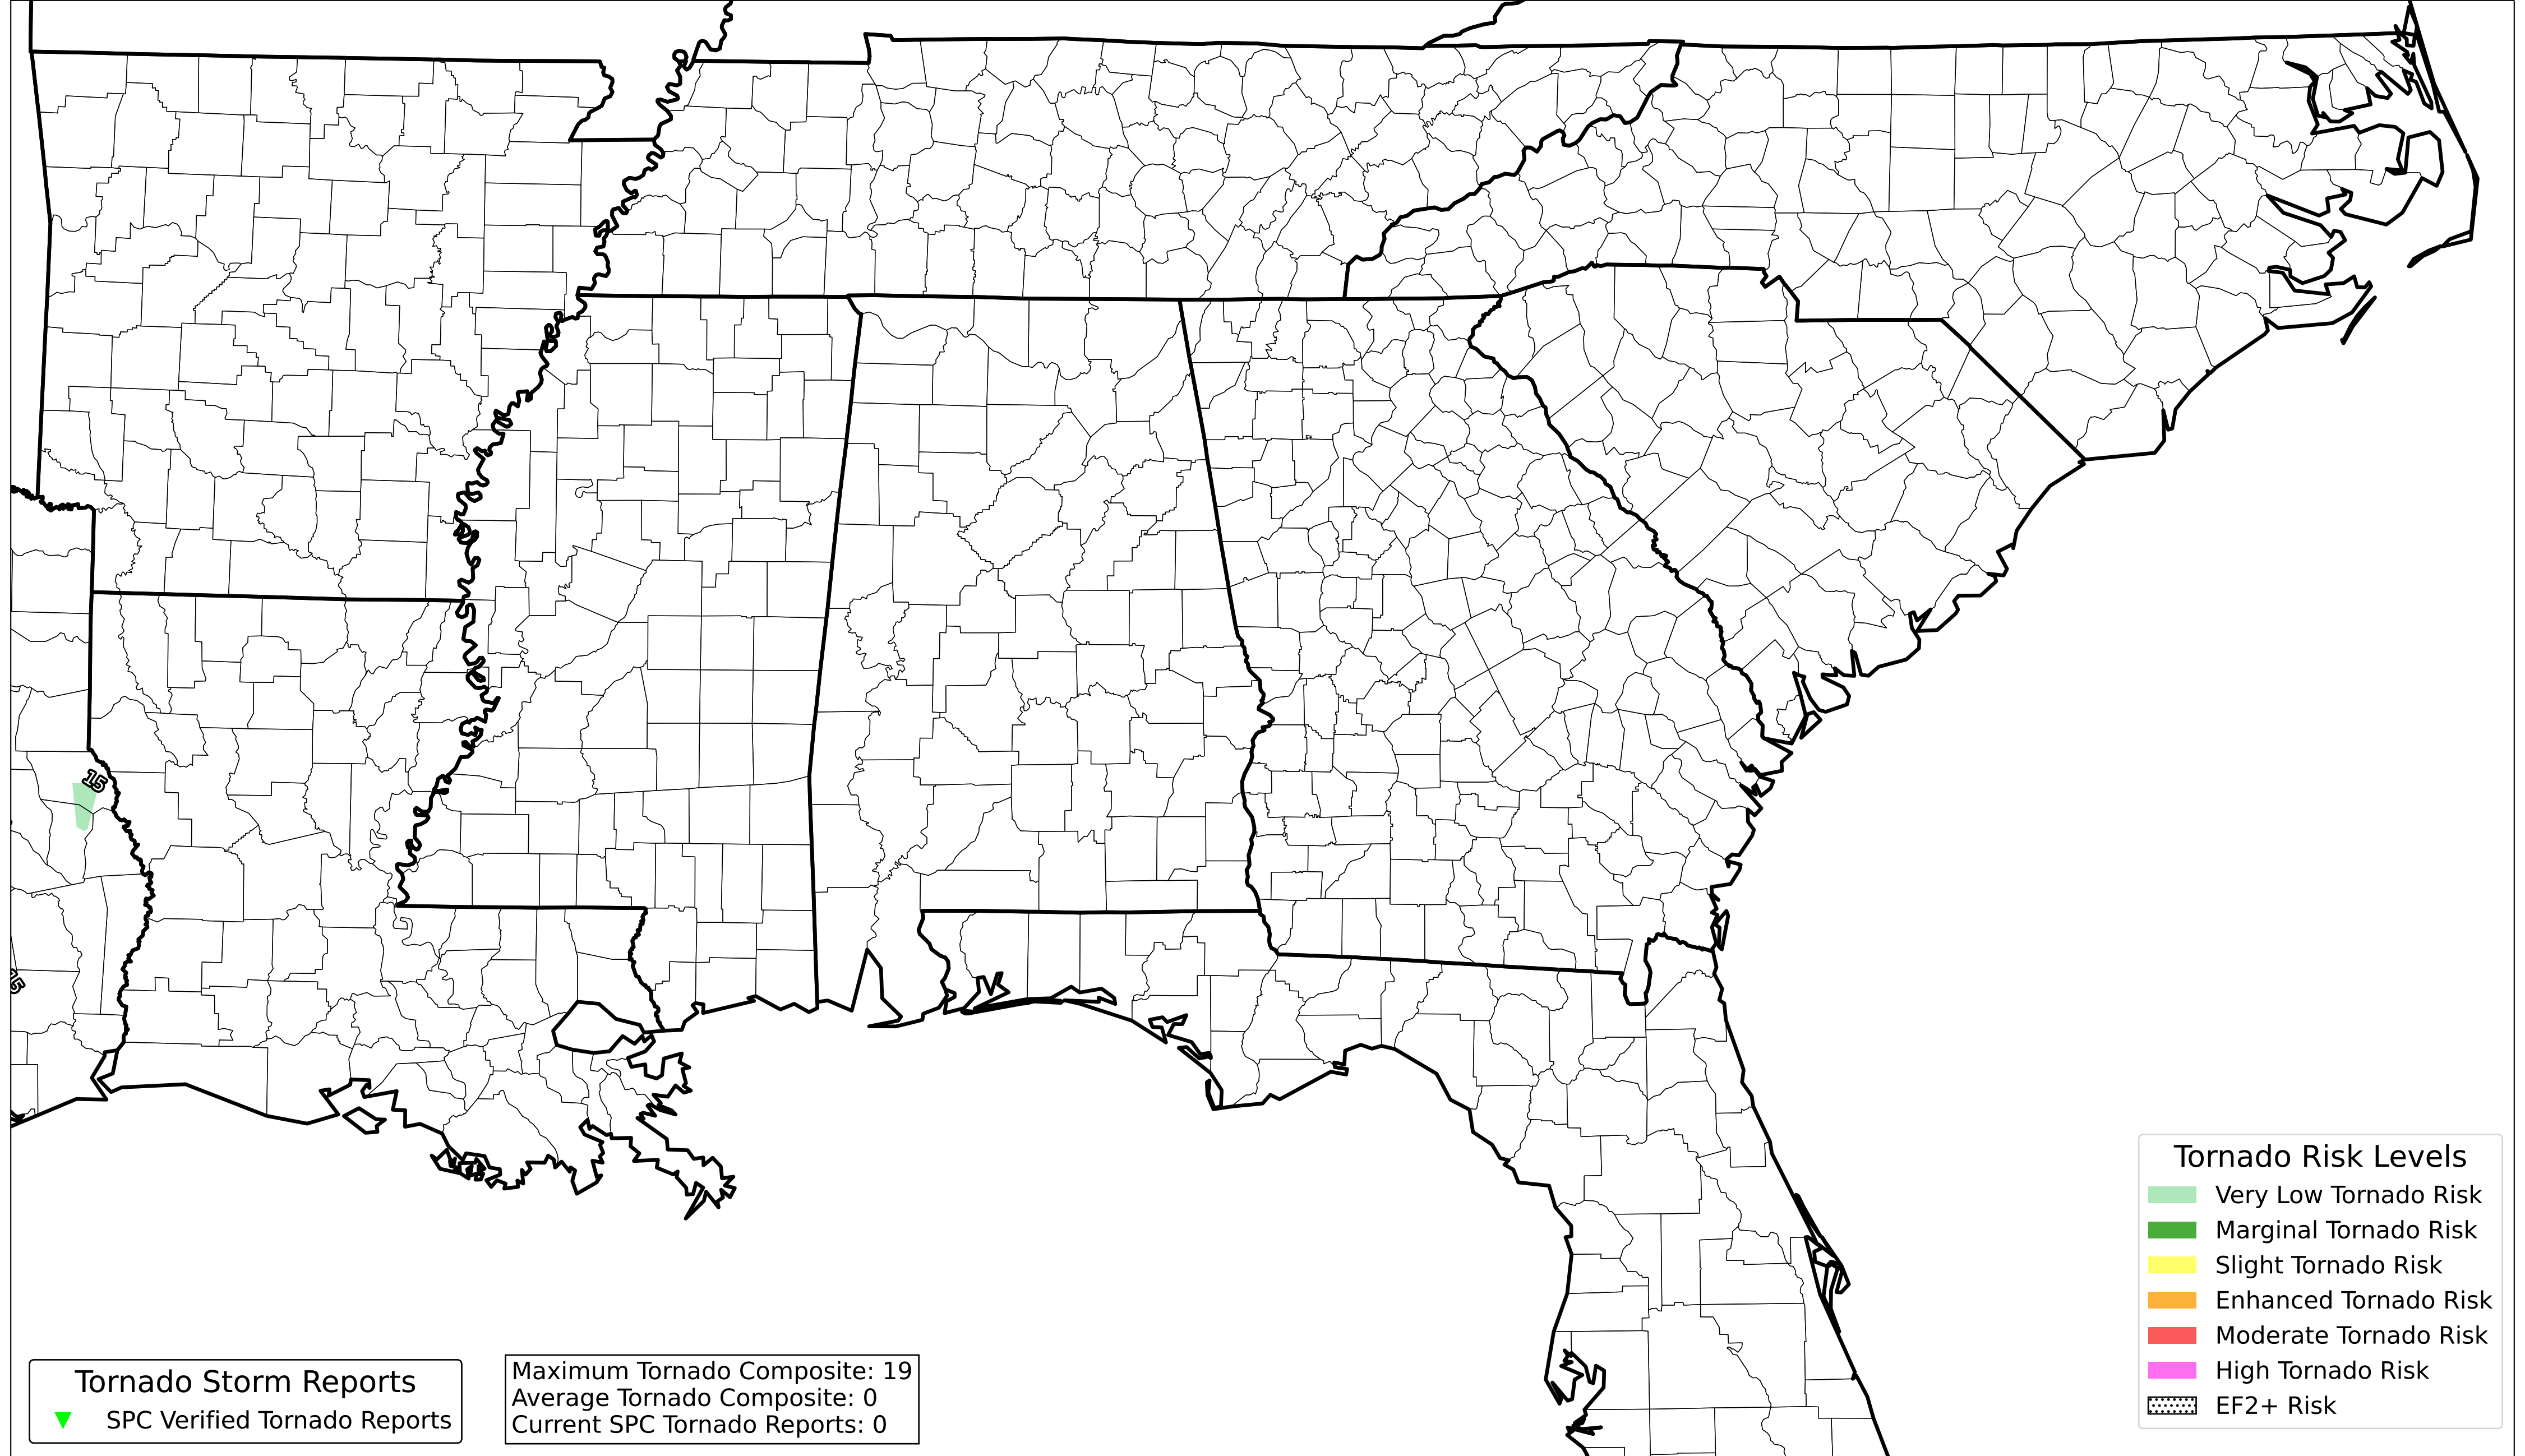 15
Tornado Risk Levels
Very Low Tornado Risk
Marginal Tornado Risk
Slight Tornado Risk
Enhanced Tornado Risk
Moderate Tornado Risk
High Tornado Risk
EF2+ Risk
Tornado Storm Reports
SPC Verified Tornado Reports
Maximum Tornado Composite: 19
Average Tornado Composite: 0
Current SPC Tornado Reports: 0